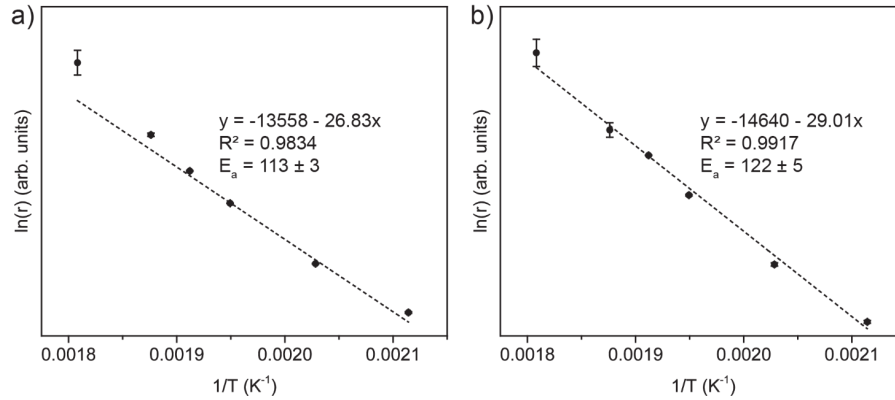 a)
ln(r) (arb. units)
y = -13558 - 26.83x
R² = 0.9834
Eₐ = 113 ± 3
0.0018 0.0019 0.0020 0.0021
1/T (K⁻¹)
b)
ln(r) (arb. units)
y = -14640 - 29.01x
R² = 0.9917
Eₐ = 122 ± 5
0.0018 0.0019 0.0020 0.0021
1/T (K⁻¹)